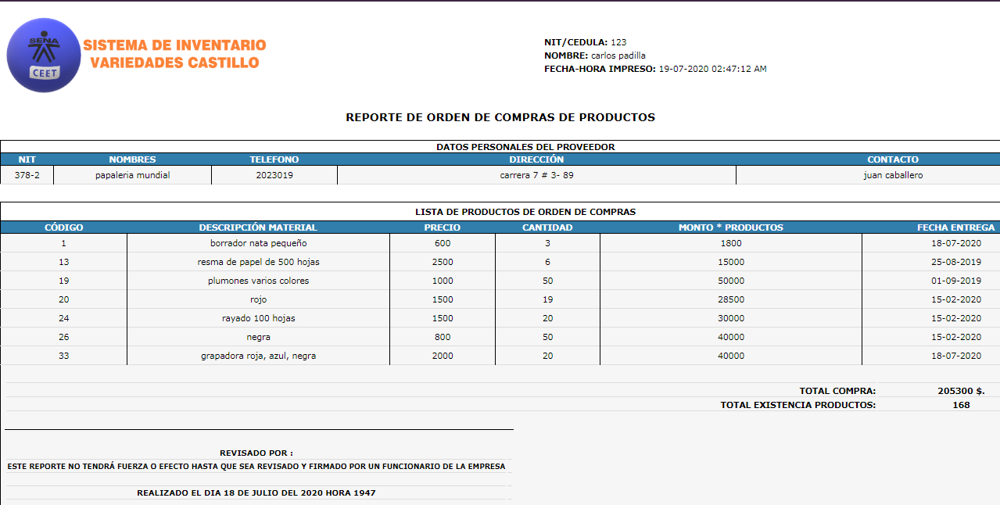 SENA
CEET
SISTEMA DE INVENTARIO
VARIEDADES CASTILLO
NIT/CEDULA: 123
NOMBRE: carlos padilla
FECHA-HORA IMPRESO: 19-07-2020 02:47:12 AM
REPORTE DE ORDEN DE COMPRAS DE PRODUCTOS
DATOS PERSONALES DEL PROVEEDOR
NIT NOMBRES TELEFONO DIRECCIÓN CONTACTO
378-2 papaleria mundial 2023019 carrera 7 # 3- 89 juan caballero
LISTA DE PRODUCTOS DE ORDEN DE COMPRAS
CÓDIGO DESCRIPCIÓN MATERIAL PRECIO CANTIDAD MONTO * PRODUCTOS FECHA ENTREGA
1 borrador nata pequeño 600 3 1800 18-07-2020
13 resma de papel de 500 hojas 2500 6 15000 25-08-2019
19 plumones varios colores 1000 50 50000 01-09-2019
20 rojo 1500 19 28500 15-02-2020
24 rayado 100 hojas 1500 20 30000 15-02-2020
26 negra 800 50 40000 15-02-2020
33 grapadora roja, azul, negra 2000 20 40000 18-07-2020
TOTAL COMPRA: 205300 $.
TOTAL EXISTENCIA PRODUCTOS: 168
REVISADO POR :
ESTE REPORTE NO TENDRÁ FUERZA O EFECTO HASTA QUE SEA REVISADO Y FIRMADO POR UN FUNCIONARIO DE LA EMPRESA
REALIZADO EL DIA 18 DE JULIO DEL 2020 HORA 1947